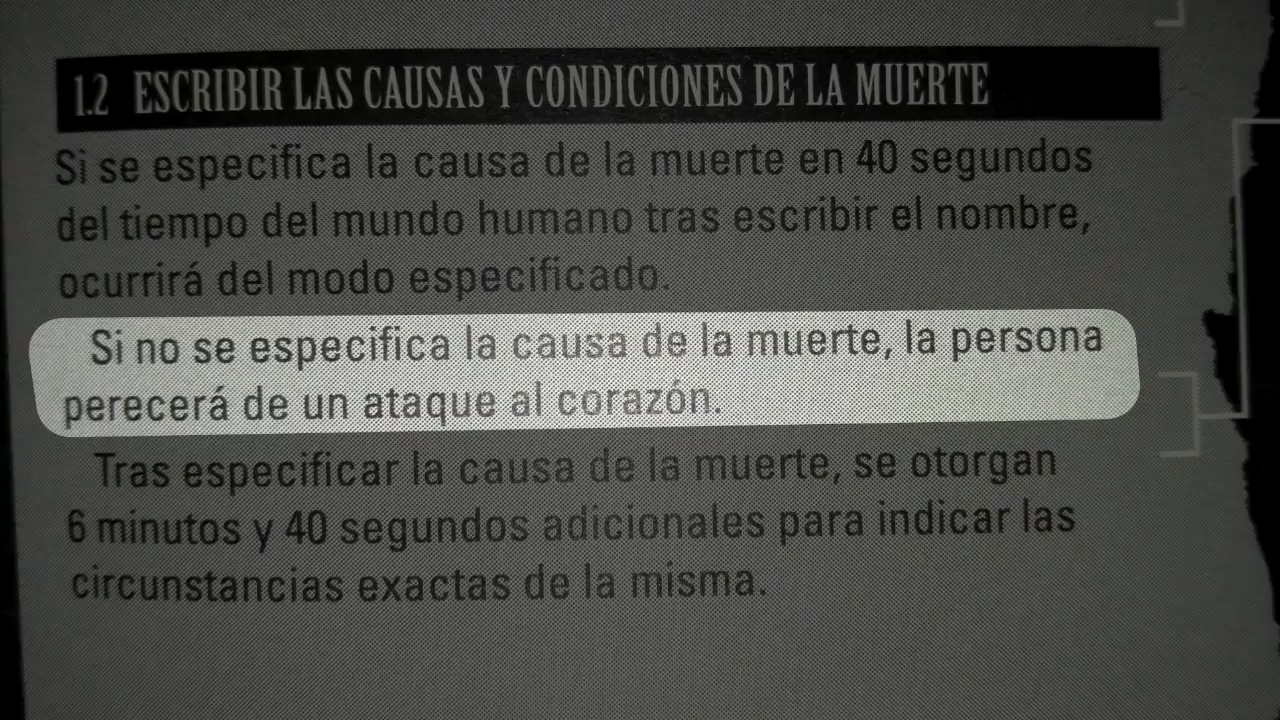 1.2 ESCRIBIR LAS CAUSAS Y CONDICIONES DE LA MUERTE
Si se especifica la causa de la muerte en 40 segundos
del tiempo del mundo humano tras escribir el nombre,
ocurrirá del modo especificado.
Si no se especifica la causa de la muerte, la persona
perecerá de un ataque al corazón.
Tras especificar la causa de la muerte, se otorgan
6 minutos y 40 segundos adicionales para indicar las
circunstancias exactas de la misma.